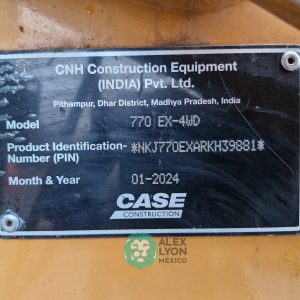 CNH Construction Equipment
(INDIA) Pvt. Ltd.
Pithampur, Dhar District, Madhya Pradesh, India
Model 770 EX-4WD
Product Identification-
Number (PIN) *NKJ770EXARKH39881*
Month & Year 01-2024
CASE
CONSTRUCTION
ALEX
LYON
MÉXICO